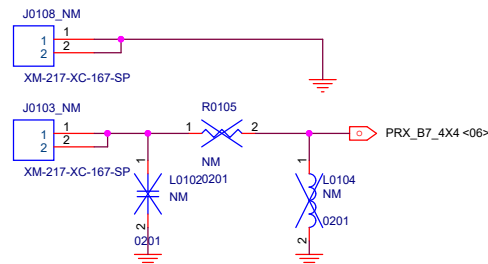 J0108_NM
1
2
1
2
XM-217-XC-167-SP
J0103_NM
1
2
1
2
XM-217-XC-167-SP
R0105
1
2
NM
0201
PRX_B7_4X4 <06>
1
L0102
NM
2
0201
1
L0104
NM
0201
2